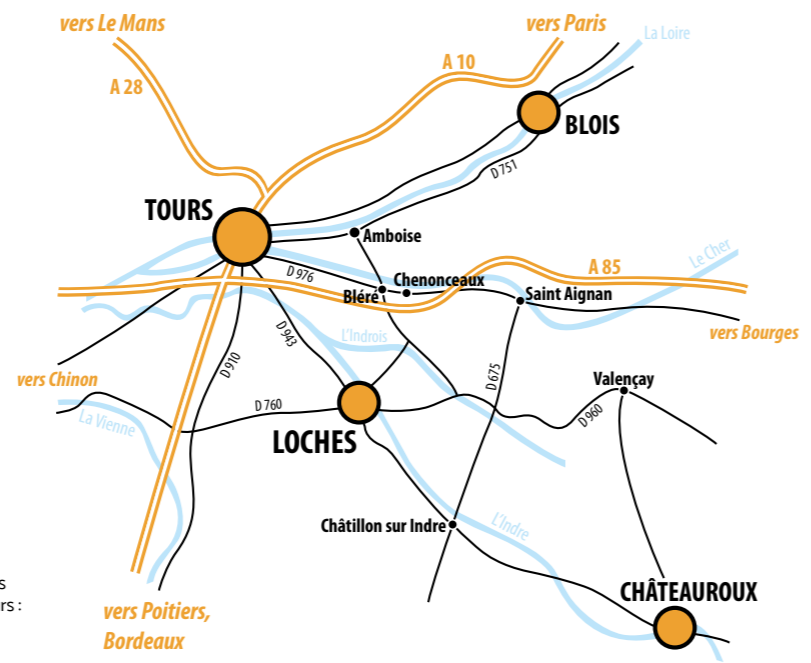 vers Le Mans
vers Paris
La Loire
A 28
A 10
BLOIS
D 751
TOURS
Amboise
Le Cher
D 976
Chenonceaux
A 85
Bléré
Saint Aignan
L'Indrois
vers Bourges
D 943
D 910
D 675
vers Chinon
Valençay
D 760
D 960
La Vienne
LOCHES
Châtillon sur Indre
L'Indre
s
rs :
CHÂTEAUROUX
vers Poitiers,
Bordeaux